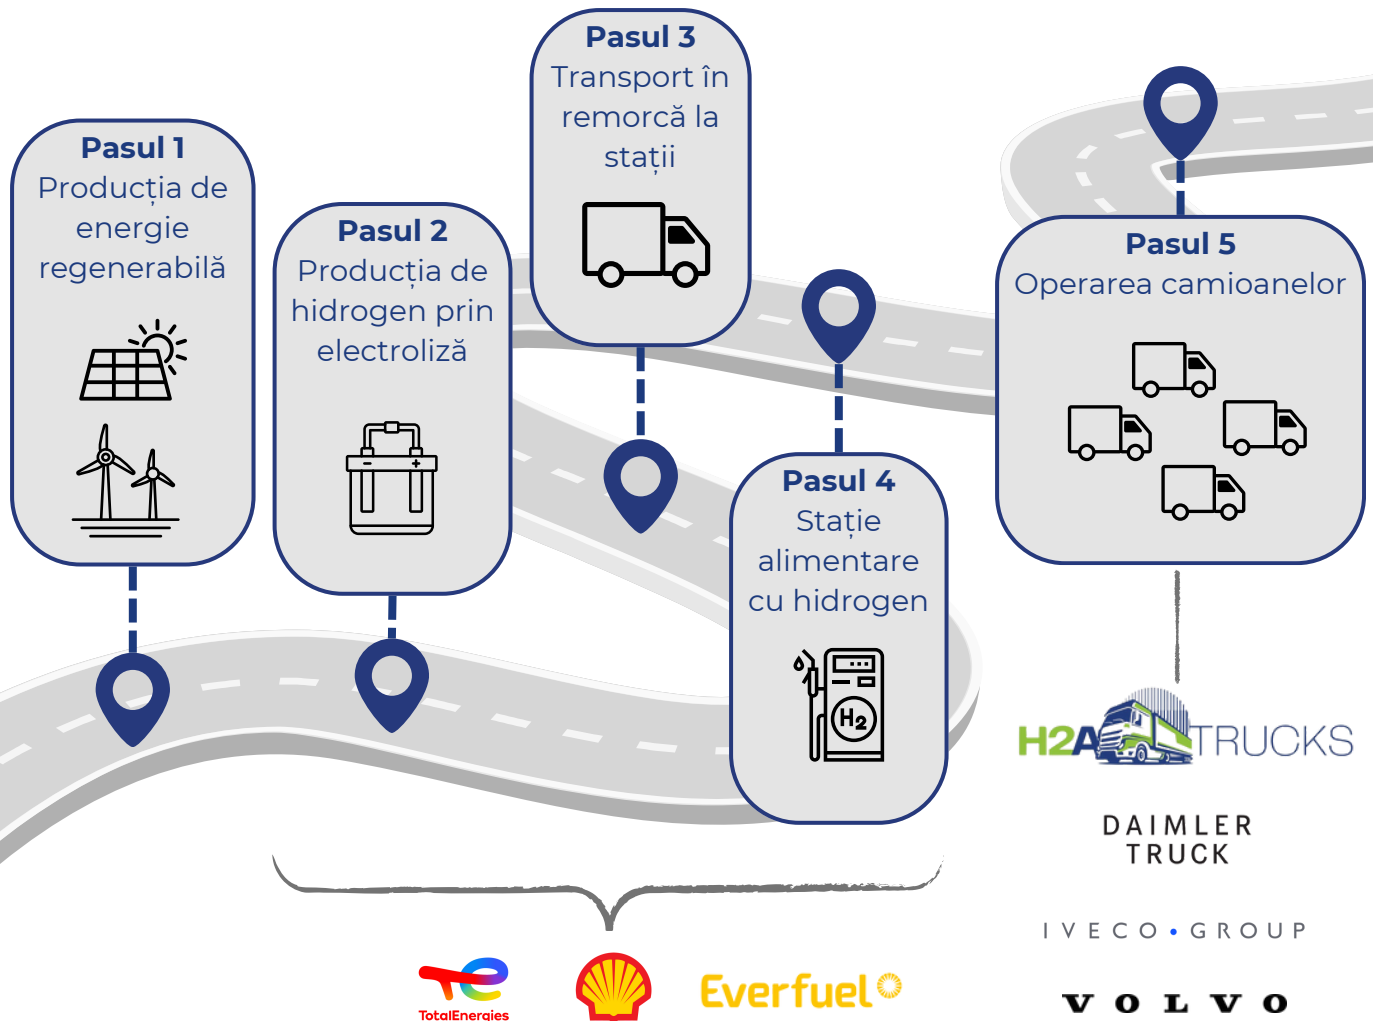 Pasul 1
Producția de
energie
regenerabilă
Pasul 2
Producția de
hidrogen prin
electroliză
Pasul 3
Transport în
remorcă la
stații
Pasul 4
Stație
alimentare
cu hidrogen
H2
Pasul 5
Operarea camioanelor
H2A TRUCKS
DAIMLER
TRUCK
IVECO • GROUP
VOLVO
TotalEnergies
Everfuel